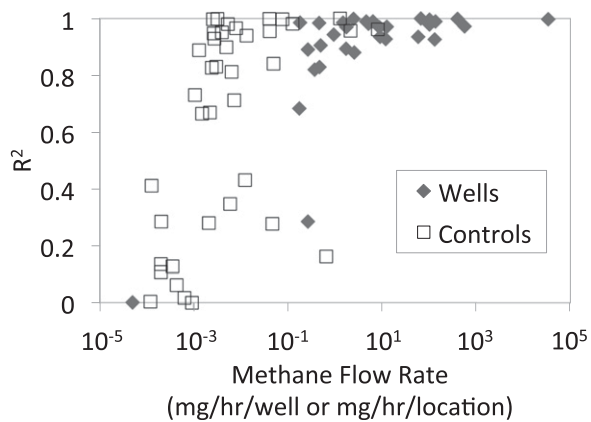 1
0.8
0.6
0.4
0.2
0
R²
Wells
Controls
10⁻⁵ 10⁻³ 10⁻¹ 10¹ 10³ 10⁵
Methane Flow Rate
(mg/hr/well or mg/hr/location)